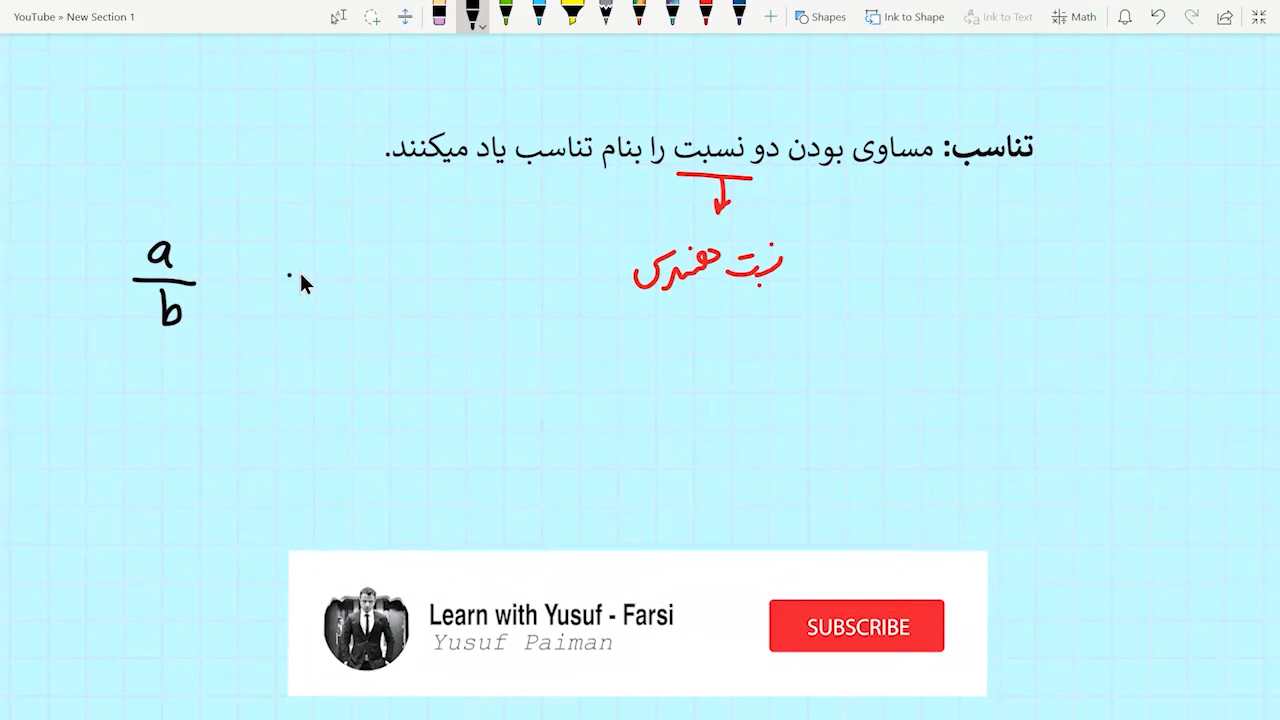 YouTube » New Section 1
Shapes
Ink to Shape
Ink to Text
Math
تناسب: مساوی بودن دو نسبت را بنام تناسب یاد میکنند.
نسبت هندسی
a
b
Learn with Yusuf - Farsi
Yusuf Paiman
SUBSCRIBE